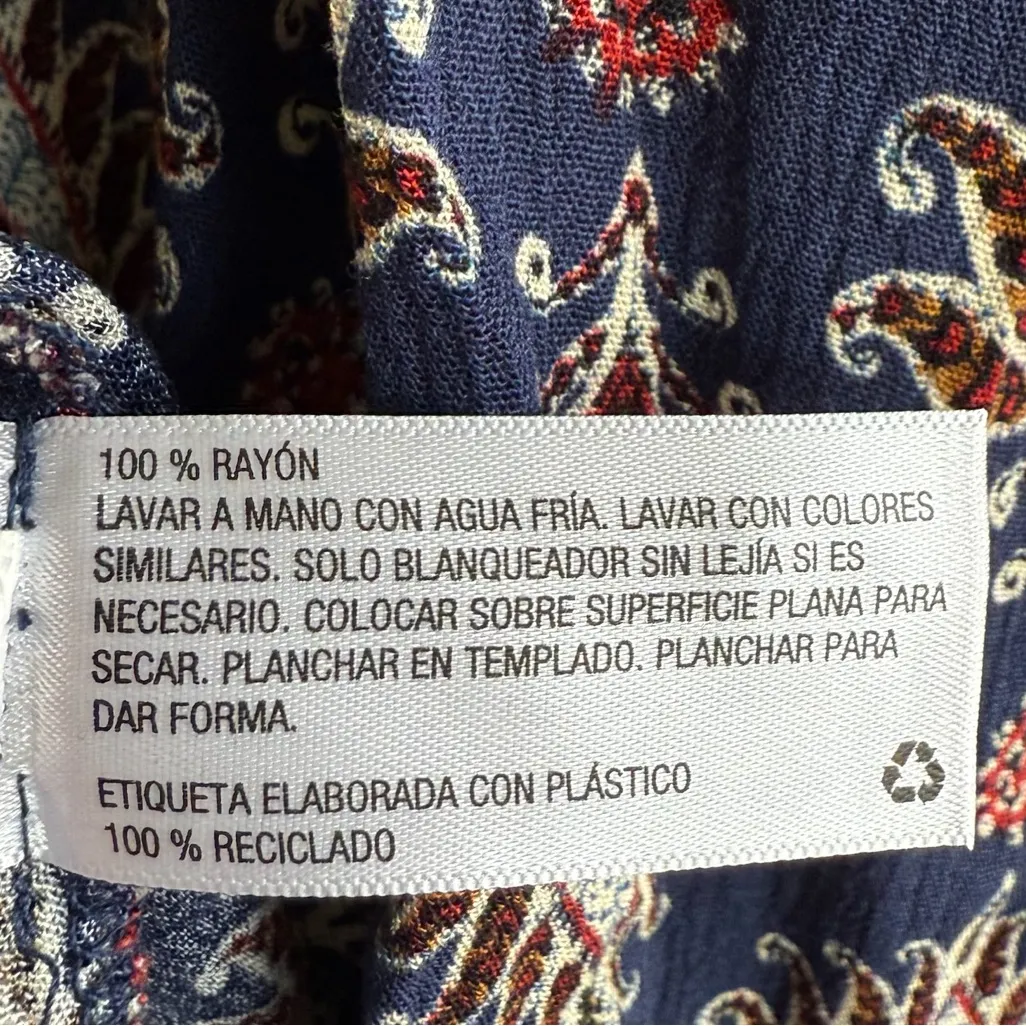 100 % RAYÓN
LAVAR A MANO CON AGUA FRÍA. LAVAR CON COLORES
SIMILARES. SOLO BLANQUEADOR SIN LEJÍA SI ES
NECESARIO. COLOCAR SOBRE SUPERFICIE PLANA PARA
SECAR. PLANCHAR EN TEMPLADO. PLANCHAR PARA
DAR FORMA.
ETIQUETA ELABORADA CON PLÁSTICO
100 % RECICLADO